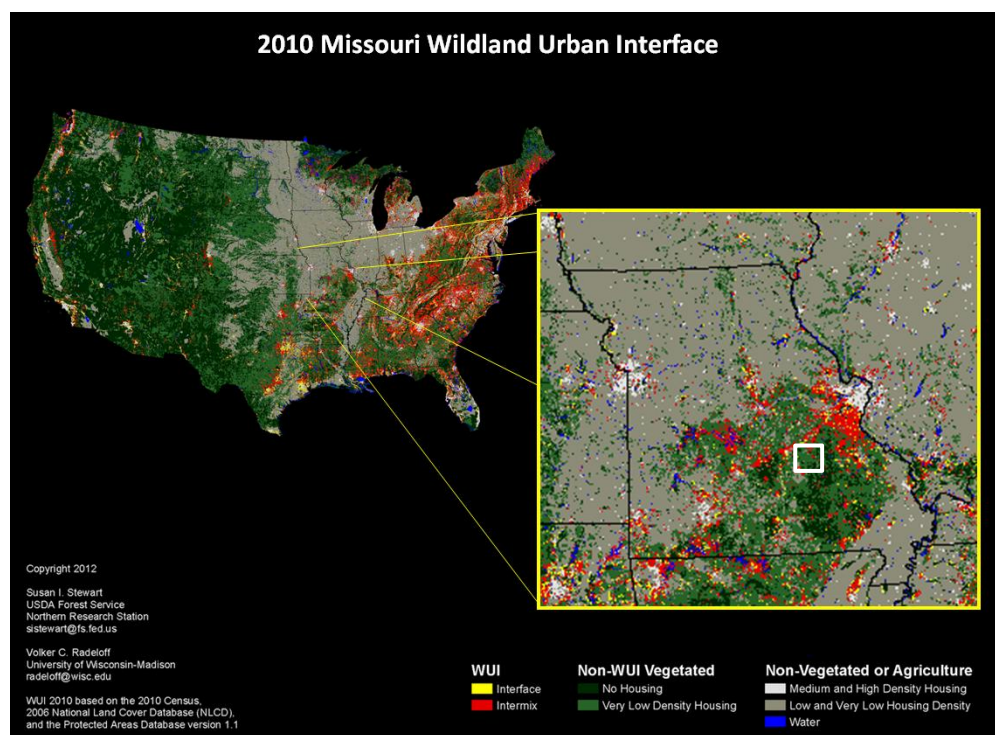 2010 Missouri Wildland Urban Interface
Copyright 2012
Susan I. Stewart
USDA Forest Service
Northern Research Station
sistewart@fs.fed.us
Volker C. Radeloff
University of Wisconsin-Madison
radeloff@wisc.edu
WUI 2010 based on the 2010 Census,
2006 National Land Cover Database (NLCD),
and the Protected Areas Database version 1.1
WUI
Interface
Intermix
Non-WUI Vegetated
No Housing
Very Low Density Housing
Non-Vegetated or Agriculture
Medium and High Density Housing
Low and Very Low Housing Density
Water